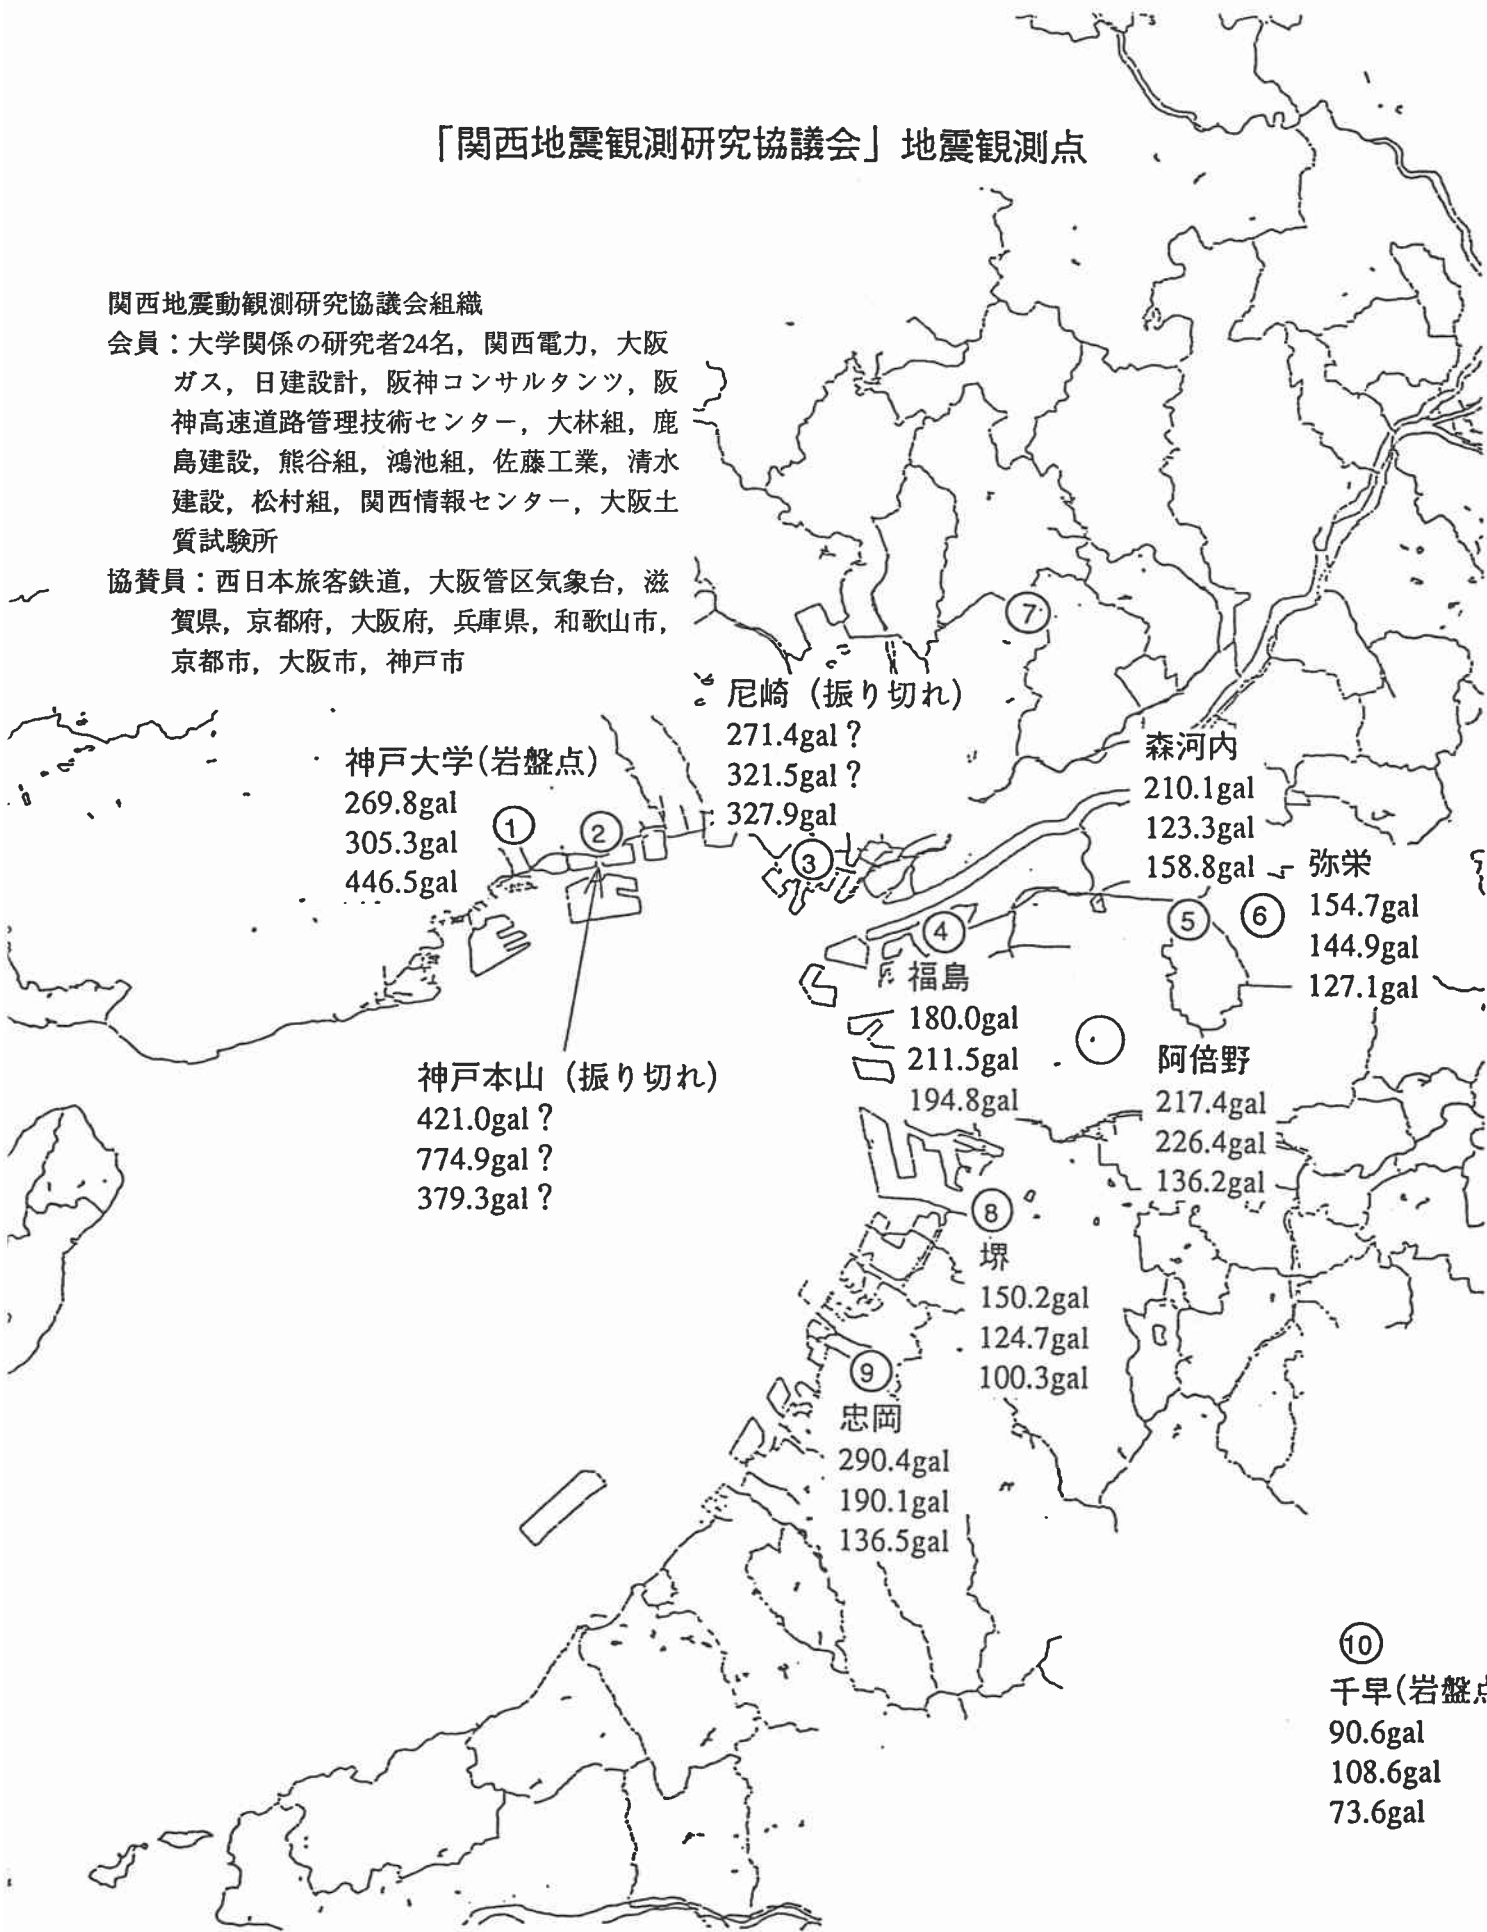 「関西地震観測研究協議会」地震観測点
関西地震動観測研究協議会組織
会員：大学関係の研究者24名，関西電力，大阪
ガス，日建設計，阪神コンサルタンツ，阪
神高速道路管理技術センター，大林組，鹿
島建設，熊谷組，鴻池組，佐藤工業，清水
建設，松村組，関西情報センター，大阪土
質試験所
協賛員：西日本旅客鉄道，大阪管区気象台，滋
賀県，京都府，大阪府，兵庫県，和歌山市，
京都市，大阪市，神戸市
⑦
尼崎（振り切れ）
271.4gal？
321.5gal？
327.9gal
③
神戸大学(岩盤点)
269.8gal
305.3gal
446.5gal
①
②
森河内
210.1gal
123.3gal
158.8gal
⑤
⑥
弥栄
154.7gal
144.9gal
127.1gal
④
福島
180.0gal
211.5gal
194.8gal
阿倍野
217.4gal
226.4gal
136.2gal
神戸本山（振り切れ）
421.0gal？
774.9gal？
379.3gal？
⑧
堺
150.2gal
124.7gal
100.3gal
⑨
忠岡
290.4gal
190.1gal
136.5gal
⑩
千早(岩盤点
90.6gal
108.6gal
73.6gal